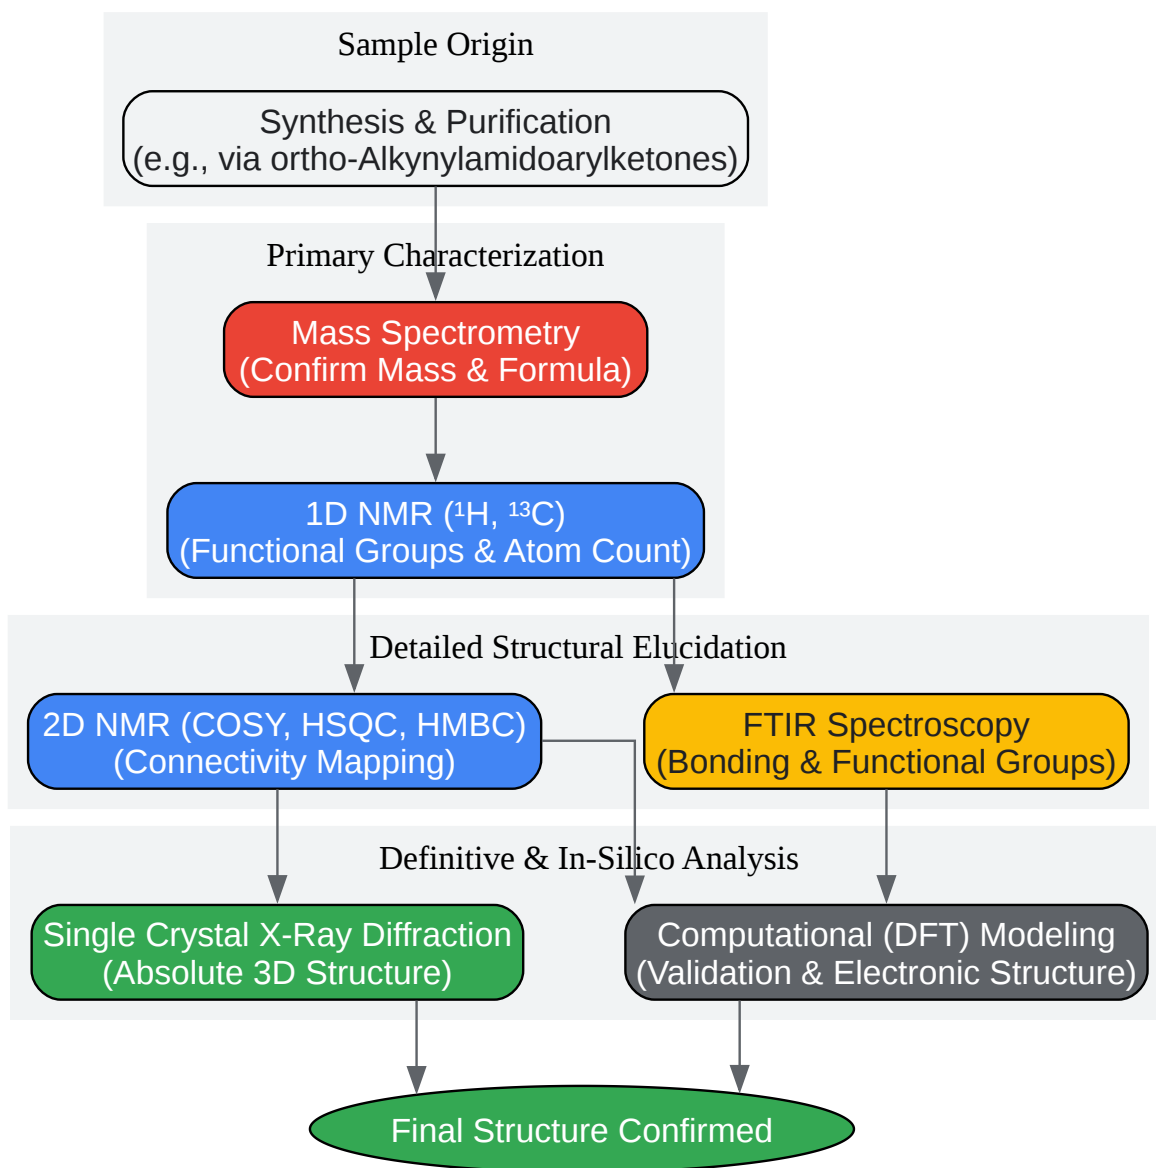 Sample Origin
Synthesis & Purification
(e.g., via ortho-Alkynylamidoarylketones)
Primary Characterization
Mass Spectrometry
(Confirm Mass & Formula)
1D NMR (¹H, ¹³C)
(Functional Groups & Atom Count)
Detailed Structural Elucidation
2D NMR (COSY, HSQC, HMBC)
(Connectivity Mapping)
FTIR Spectroscopy
(Bonding & Functional Groups)
Definitive & In-Silico Analysis
Single Crystal X-Ray Diffraction
(Absolute 3D Structure)
Computational (DFT) Modeling
(Validation & Electronic Structure)
Final Structure Confirmed